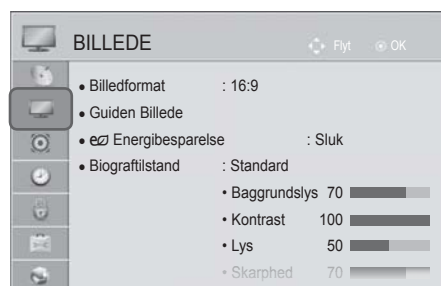 BILLEDE Flyt OK
• Billedformat : 16:9
• Guiden Billede
• Energibesparelse : Sluk
• Biograftilstand : Standard
• Baggrundslys 70
• Kontrast 100
• Lys 50
• Skarphed 70